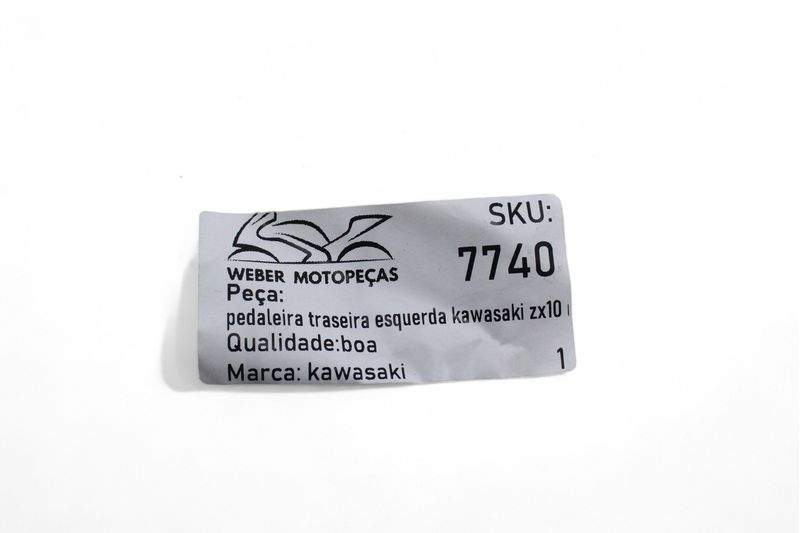 SKU:
7740
WEBER MOTOPEÇAS
Peça:
pedaleira traseira esquerda kawasaki zx10
Qualidade:boa
Marca: kawasaki
1